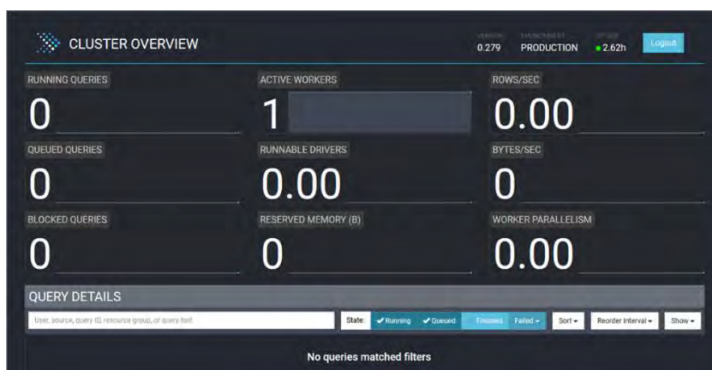 CLUSTER OVERVIEW
VERSION ENVIRONMENT UPTIME
0.279 PRODUCTION 2.62h Logout
RUNNING QUERIES ACTIVE WORKERS ROWS/SEC
0 1 0.00
QUEUED QUERIES RUNNABLE DRIVERS BYTES/SEC
0 0.00 0
BLOCKED QUERIES RESERVED MEMORY (B) WORKER PARALLELISM
0 0 0.00
QUERY DETAILS
User, source, query ID, resource group, or query text State: Running Queued Finished Failed Sort Reorder Interval Show
No queries matched filters